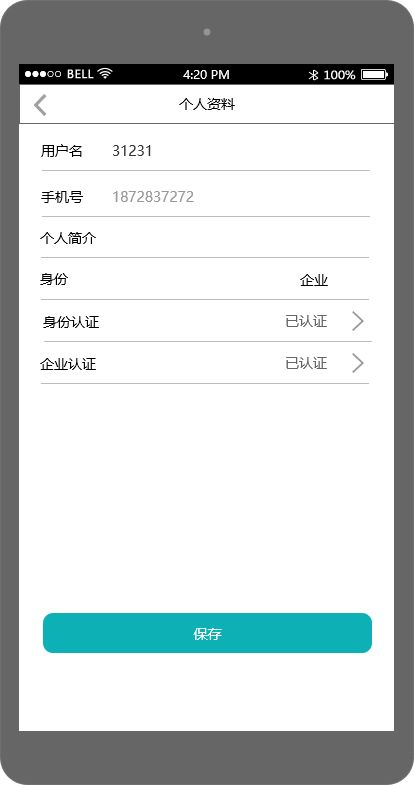 BELL 4:20 PM 100%
个人资料
用户名 31231
手机号 1872837272
个人简介
身份 企业
身份认证 已认证
企业认证 已认证
保存